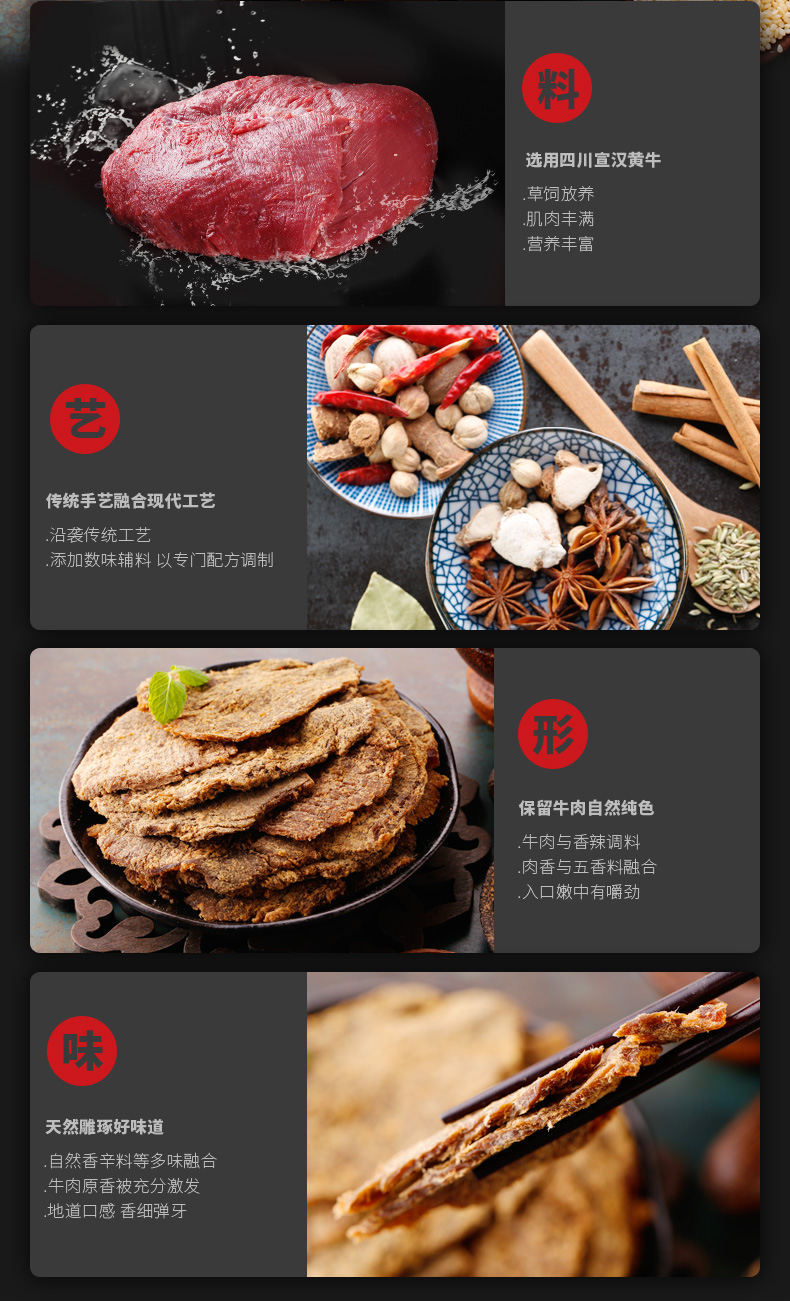 料
选用四川宣汉黄牛
.草饲放养
.肌肉丰满
.营养丰富
艺
传统手艺融合现代工艺
.沿袭传统工艺
.添加数味辅料 以专门配方调制
形
保留牛肉自然纯色
.牛肉与香辣调料
.肉香与五香料融合
.入口嫩中有嚼劲
味
天然雕琢好味道
.自然香辛料等多味融合
.牛肉原香被充分激发
.地道口感 香细弹牙